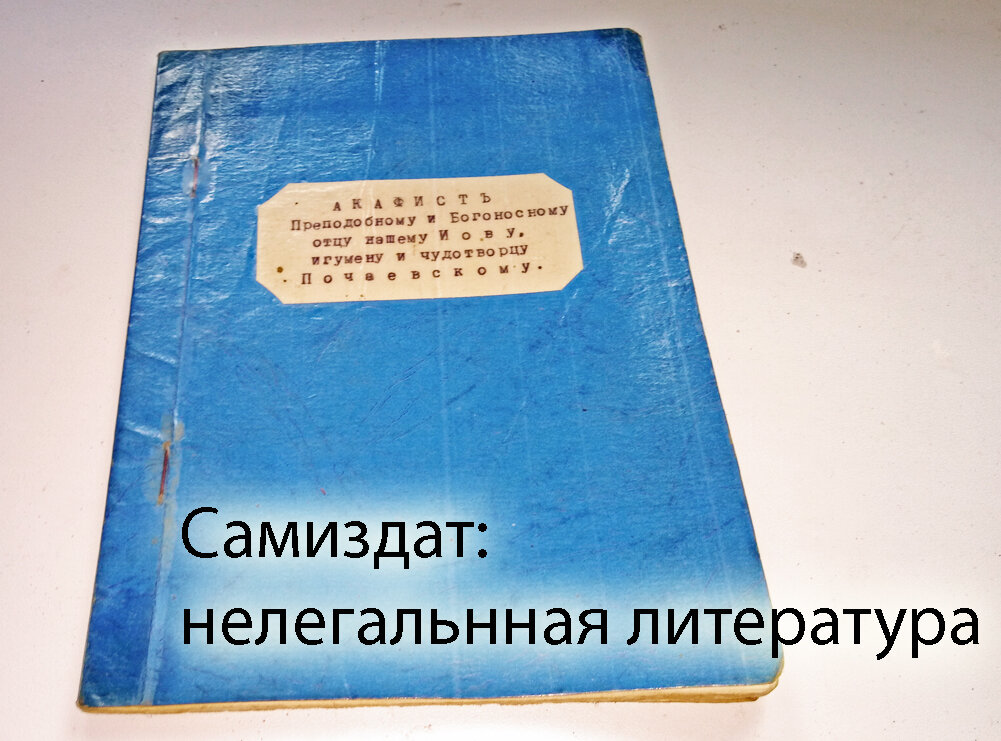 АКАФИСТЪ
Преподобному и Богоносному
отцу нашему Иову,
игумену и чудотворцу
Почаевскому.
Самиздат:
нелегальнная литература